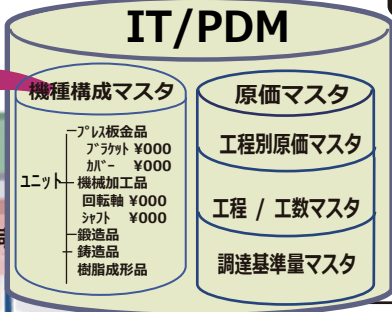 IT/PDM
機種構成マスタ
プレス板金品
ブラケット ¥000
カバー ¥000
ユニット
機械加工品
回転軸 ¥000
シャフト ¥000
鍛造品
鋳造品
樹脂成形品
原価マスタ
工程別原価マスタ
工程 / 工数マスタ
調達基準量マスタ